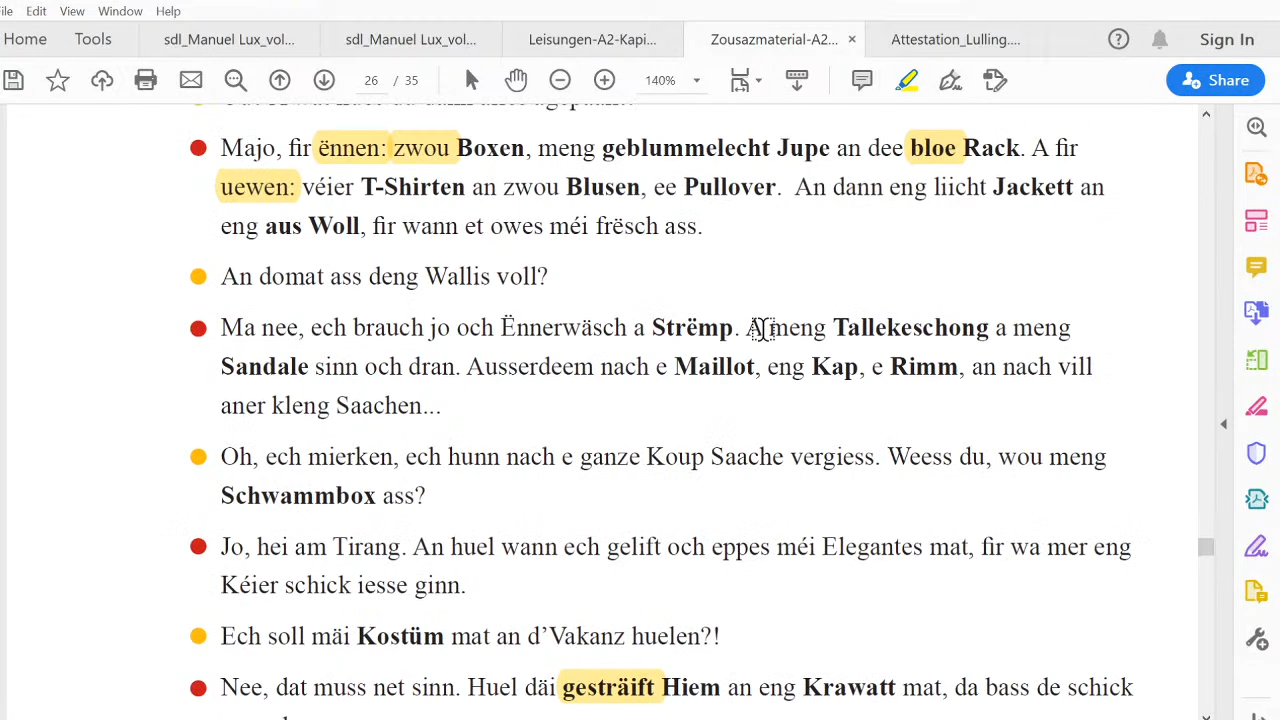 File Edit View Window Help
Home Tools sdl_Manuel Lux_vol... sdl_Manuel Lux_vol... Leisungen-A2-Kapi... Zousazmaterial-A2... × Attestation_Lulling.... Sign In
26 / 35 140% Share
Majo, fir ënnen: zwou Boxen, meng geblummelecht Jupe an dee bloe Rack. A fir
uewen: véier T-Shirten an zwou Blusen, ee Pullover. An dann eng liicht Jackett an
eng aus Woll, fir wann et owes méi frësch ass.
An domat ass deng Wallis voll?
Ma nee, ech brauch jo och Ënnerwäsch a Strëmp. A meng Tallekeschong a meng
Sandale sinn och dran. Ausserdeem nach e Maillot, eng Kap, e Rimm, an nach vill
aner kleng Saachen...
Oh, ech mierken, ech hunn nach e ganze Koup Saache vergiess. Weess du, wou meng
Schwammbox ass?
Jo, hei am Tirang. An huel wann ech gelift och eppes méi Elegantes mat, fir wa mer eng
Kéier schick iesse ginn.
Ech soll mäi Kostüm mat an d'Vakanz huelen?!
Nee, dat muss net sinn. Huel däi gesträift Hiem an eng Krawatt mat, da bass de schick